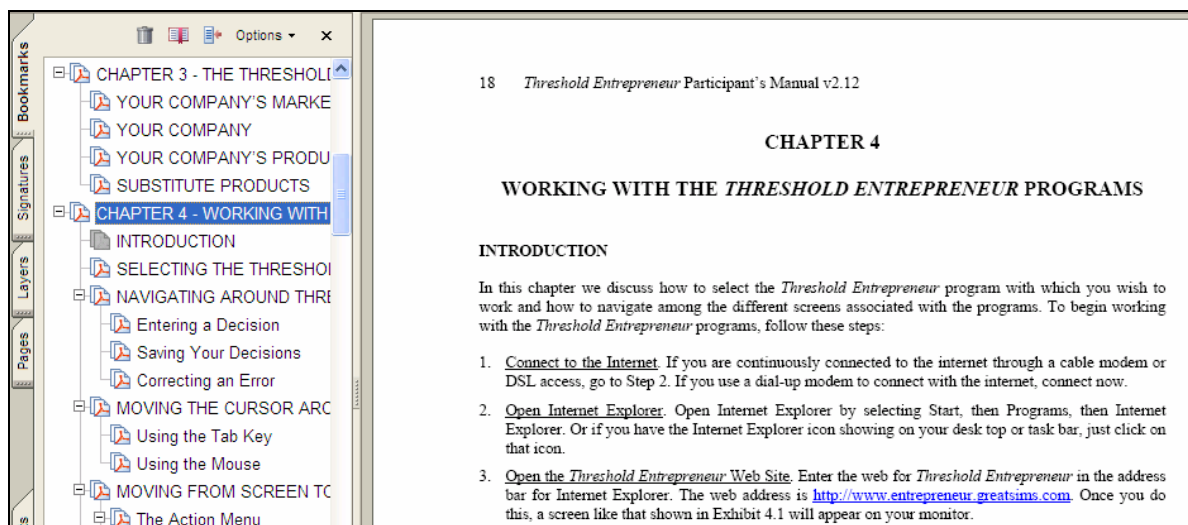 Options
x
Bookmarks
Signatures
Layers
Pages
CHAPTER 3 - THE THRESHOL
YOUR COMPANY'S MARKE
YOUR COMPANY
YOUR COMPANY'S PRODU
SUBSTITUTE PRODUCTS
CHAPTER 4 - WORKING WITH
INTRODUCTION
SELECTING THE THRESHO
NAVIGATING AROUND THRE
Entering a Decision
Saving Your Decisions
Correcting an Error
MOVING THE CURSOR ARO
Using the Tab Key
Using the Mouse
MOVING FROM SCREEN TO
The Action Menu
18 Threshold Entrepreneur Participant's Manual v2.12
CHAPTER 4
WORKING WITH THE THRESHOLD ENTREPRENEUR PROGRAMS
INTRODUCTION
In this chapter we discuss how to select the Threshold Entrepreneur program with which you wish to
work and how to navigate among the different screens associated with the programs. To begin working
with the Threshold Entrepreneur programs, follow these steps:
1. Connect to the Internet. If you are continuously connected to the internet through a cable modem or
DSL access, go to Step 2. If you use a dial-up modem to connect with the internet, connect now.
2. Open Internet Explorer. Open Internet Explorer by selecting Start, then Programs, then Internet
Explorer. Or if you have the Internet Explorer icon showing on your desk top or task bar, just click on
that icon.
3. Open the Threshold Entrepreneur Web Site. Enter the web for Threshold Entrepreneur in the address
bar for Internet Explorer. The web address is http://www.entrepreneur.greatsims.com. Once you do
this, a screen like that shown in Exhibit 4.1 will appear on your monitor.